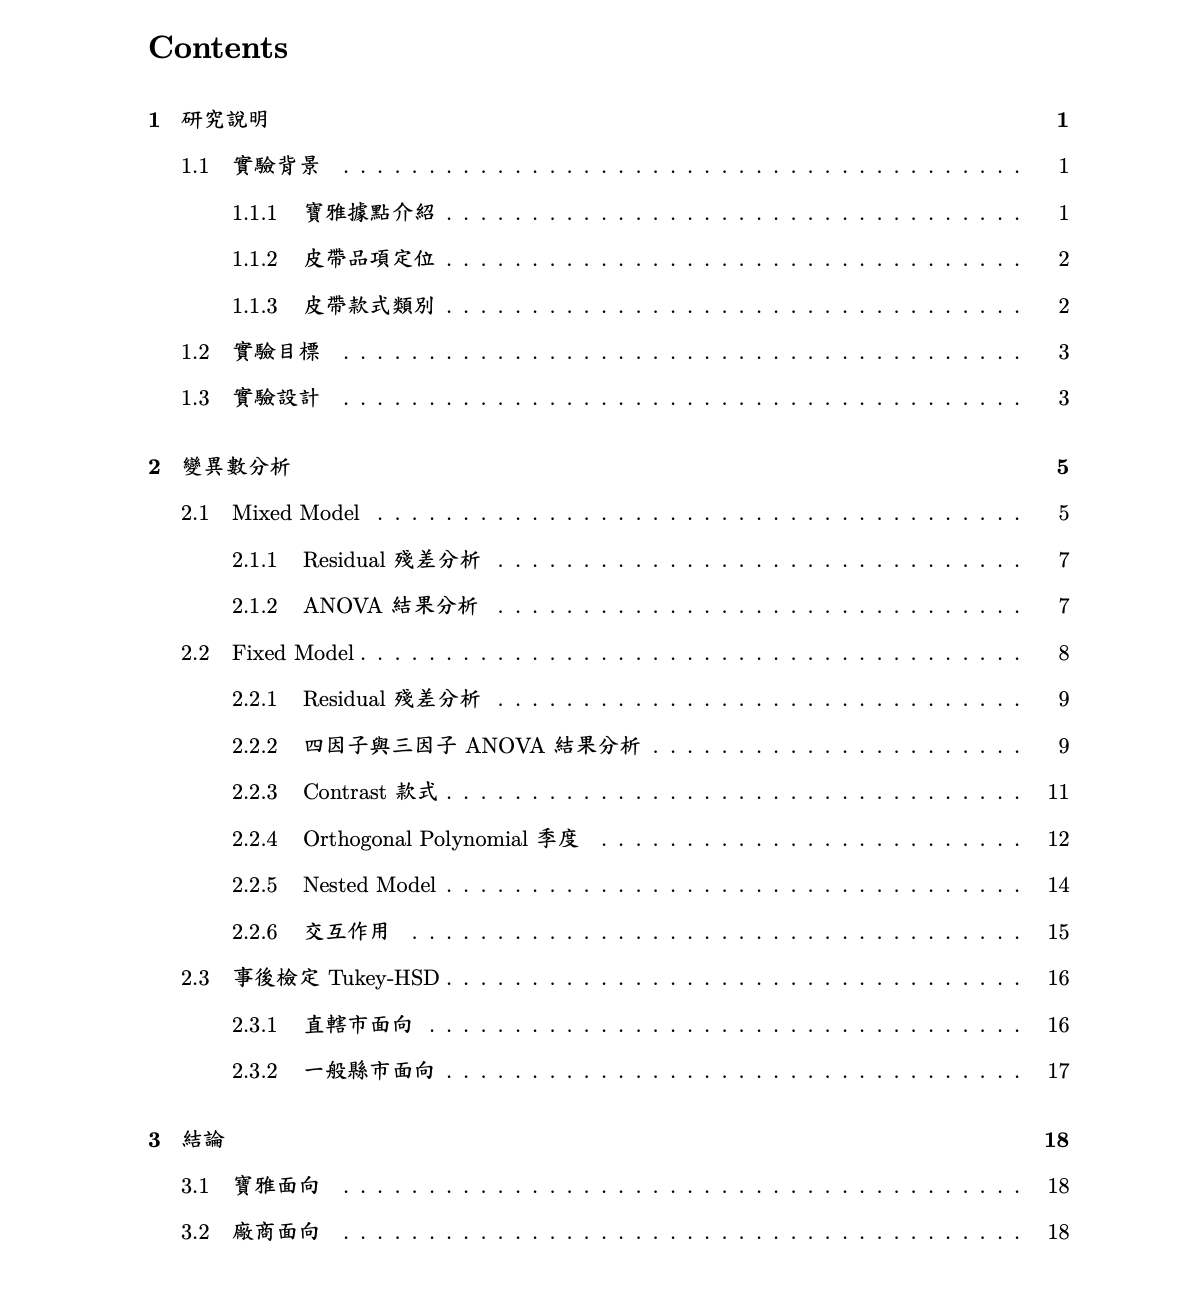 Contents
1 研究說明 1
1.1 實驗背景 . . . . . . . . . . . . . . . . . . . . . . . . . . . . . . . . . . . . . . . . 1
1.1.1 寶雅據點介紹 . . . . . . . . . . . . . . . . . . . . . . . . . . . . . . . . . . 1
1.1.2 皮帶品項定位 . . . . . . . . . . . . . . . . . . . . . . . . . . . . . . . . . . 2
1.1.3 皮帶款式類別 . . . . . . . . . . . . . . . . . . . . . . . . . . . . . . . . . . 2
1.2 實驗目標 . . . . . . . . . . . . . . . . . . . . . . . . . . . . . . . . . . . . . . . . 3
1.3 實驗設計 . . . . . . . . . . . . . . . . . . . . . . . . . . . . . . . . . . . . . . . . 3
2 變異數分析 5
2.1 Mixed Model . . . . . . . . . . . . . . . . . . . . . . . . . . . . . . . . . . . . . . 5
2.1.1 Residual 殘差分析 . . . . . . . . . . . . . . . . . . . . . . . . . . . . . . . 7
2.1.2 ANOVA 結果分析 . . . . . . . . . . . . . . . . . . . . . . . . . . . . . . . 7
2.2 Fixed Model . . . . . . . . . . . . . . . . . . . . . . . . . . . . . . . . . . . . . . . 8
2.2.1 Residual 殘差分析 . . . . . . . . . . . . . . . . . . . . . . . . . . . . . . . 9
2.2.2 四因子與三因子 ANOVA 結果分析 . . . . . . . . . . . . . . . . . . . . . . 9
2.2.3 Contrast 款式 . . . . . . . . . . . . . . . . . . . . . . . . . . . . . . . . . . 11
2.2.4 Orthogonal Polynomial 季度 . . . . . . . . . . . . . . . . . . . . . . . . . 12
2.2.5 Nested Model . . . . . . . . . . . . . . . . . . . . . . . . . . . . . . . . . . 14
2.2.6 交互作用 . . . . . . . . . . . . . . . . . . . . . . . . . . . . . . . . . . . . 15
2.3 事後檢定 Tukey-HSD . . . . . . . . . . . . . . . . . . . . . . . . . . . . . . . . . . 16
2.3.1 直轄市面向 . . . . . . . . . . . . . . . . . . . . . . . . . . . . . . . . . . . 16
2.3.2 一般縣市面向 . . . . . . . . . . . . . . . . . . . . . . . . . . . . . . . . . . 17
3 結論 18
3.1 寶雅面向 . . . . . . . . . . . . . . . . . . . . . . . . . . . . . . . . . . . . . . . . 18
3.2 廠商面向 . . . . . . . . . . . . . . . . . . . . . . . . . . . . . . . . . . . . . . . . 18